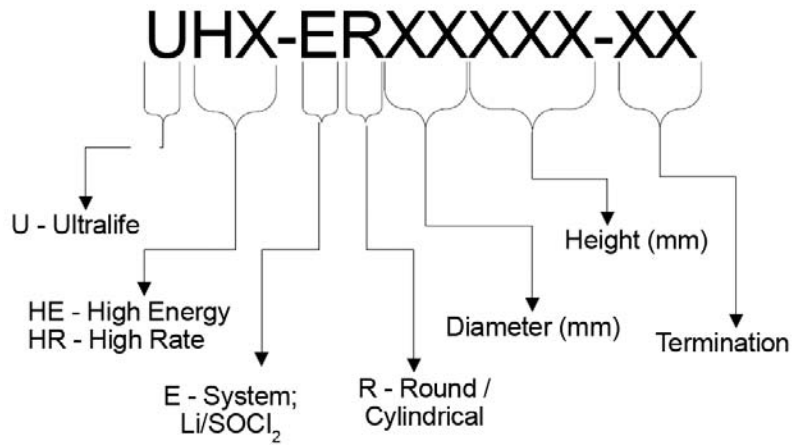 UHX-ERXXXXX-XX
U - Ultralife
Height (mm)
HE - High Energy
HR - High Rate
Diameter (mm)
Termination
E - System;
Li/SOCl₂
R - Round /
Cylindrical